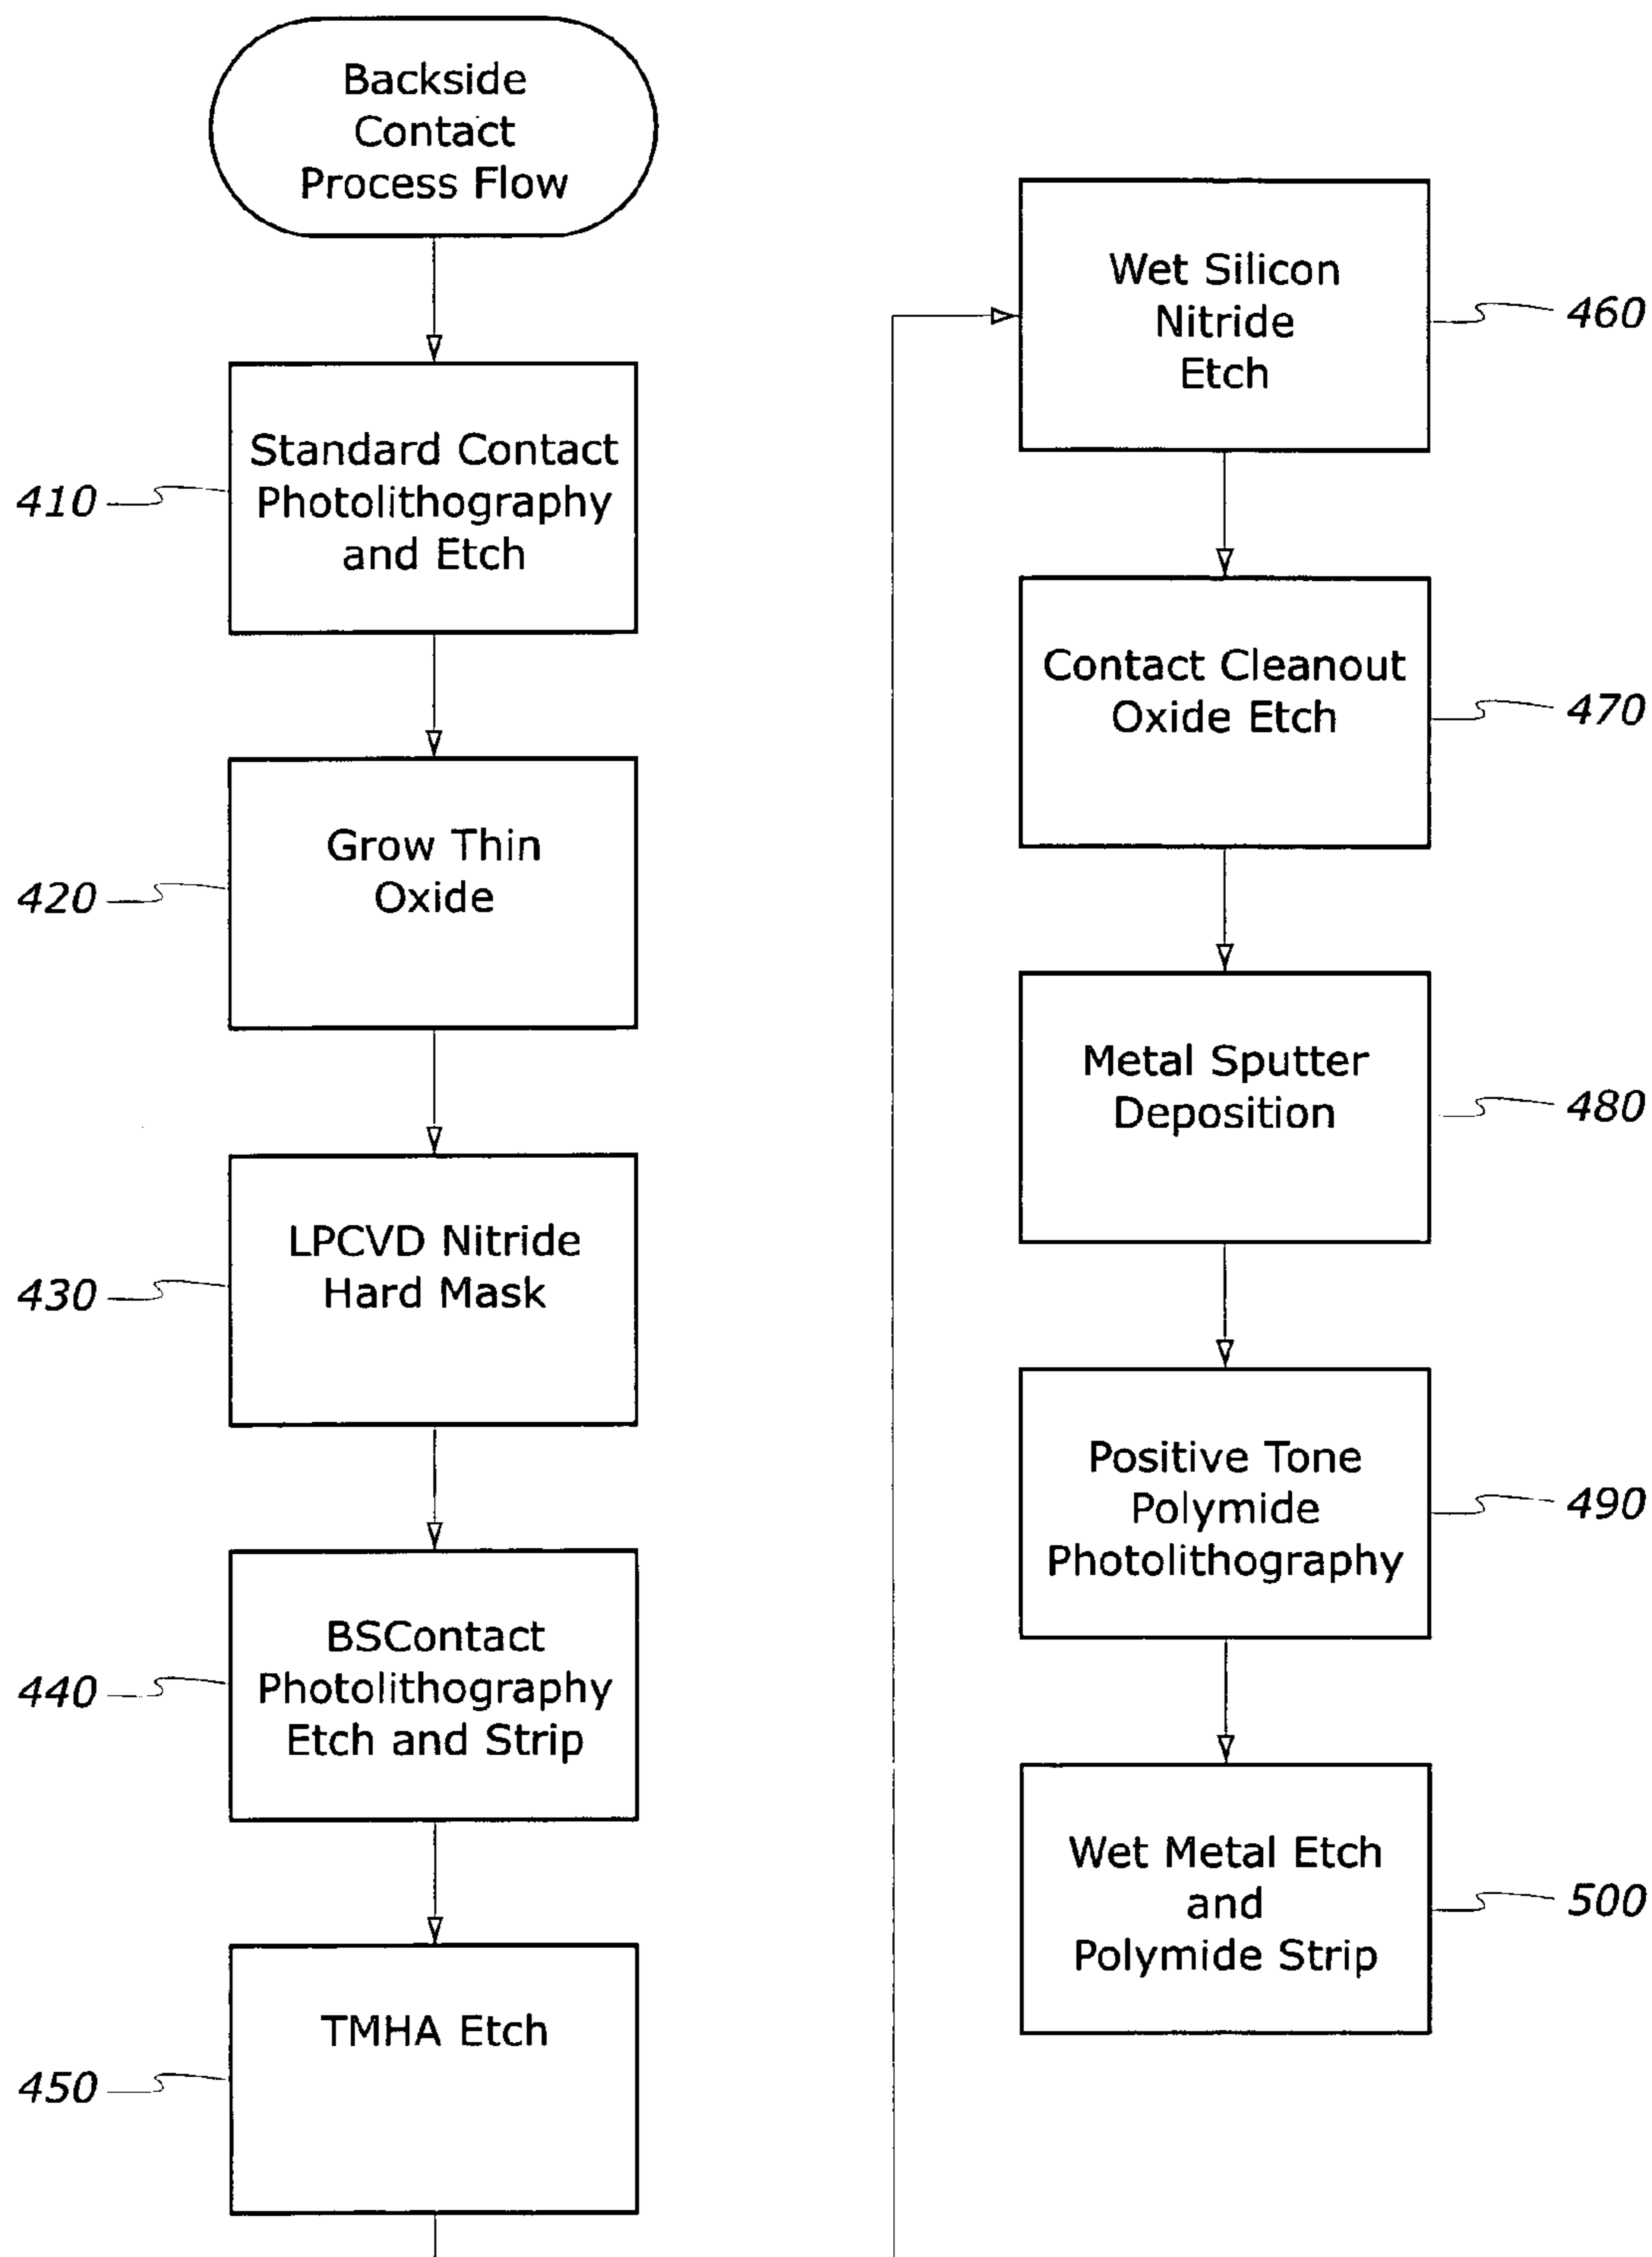 Backside
Contact
Process Flow
410
Standard Contact
Photolithography
and Etch
420
Grow Thin
Oxide
430
LPCVD Nitride
Hard Mask
440
BSContact
Photolithography
Etch and Strip
450
TMHA Etch
Wet Silicon
Nitride
Etch
460
Contact Cleanout
Oxide Etch
470
Metal Sputter
Deposition
480
Positive Tone
Polymide
Photolithography
490
Wet Metal Etch
and
Polymide Strip
500